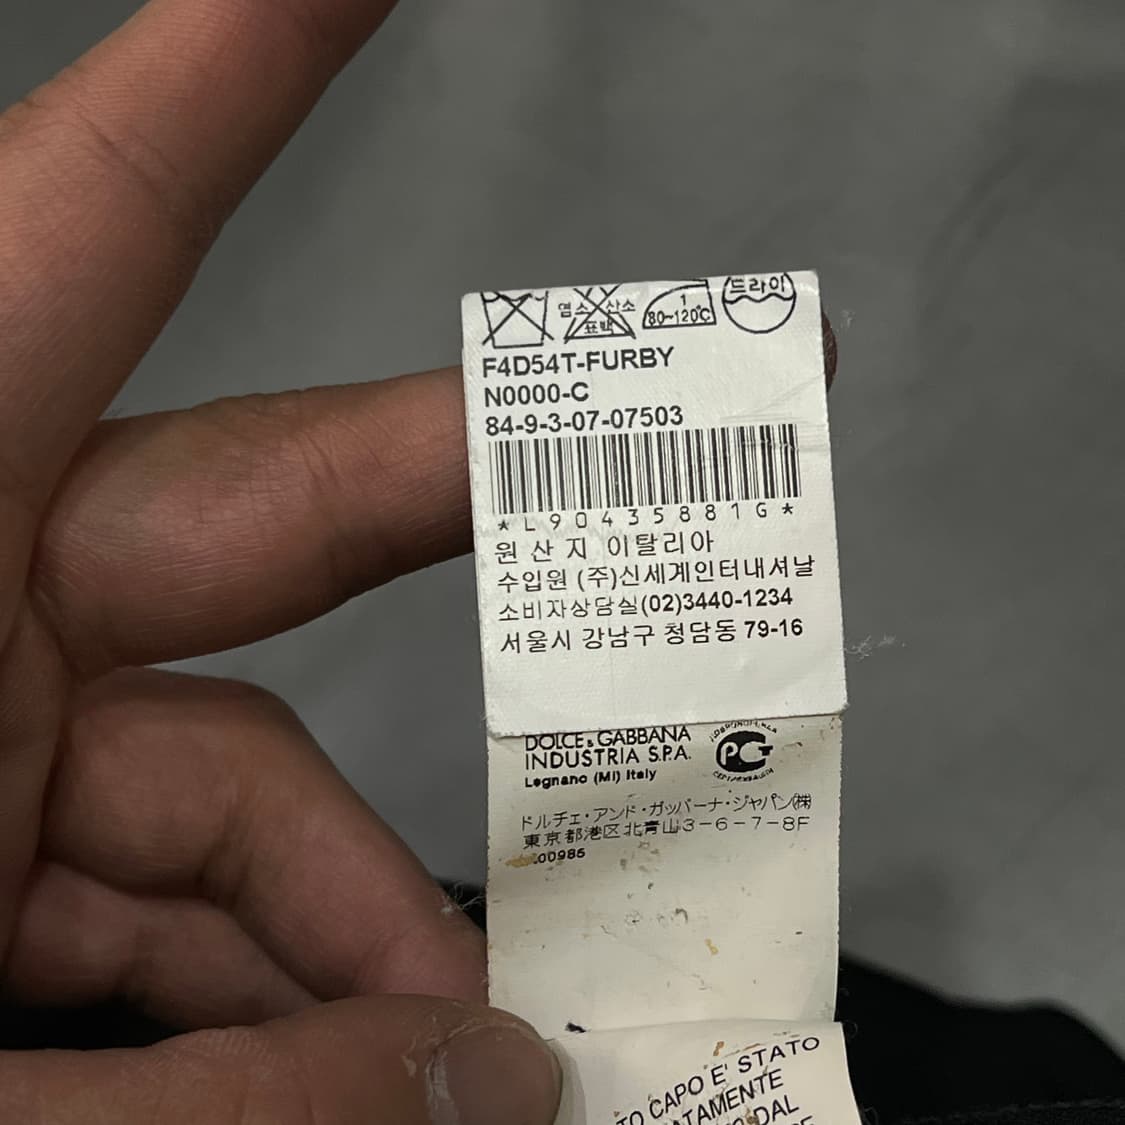 염소 산소
표백
1
80~120℃
드라이
F4D54T-FURBY
N0000-C
84-9-3-07-07503
*L90435881G*
원산지 이탈리아
수입원 (주)신세계인터내셔날
소비자상담실(02)3440-1234
서울시 강남구 청담동 79-16
DOLCE & GABBANA
INDUSTRIA S.P.A.
Legnano (MI) Italy
PG
ドルチェ・アンド・ガッバーナ・ジャパン㈱
東京都港区北青山3-6-7-8F
00986
CAPO E' STATO
DAL